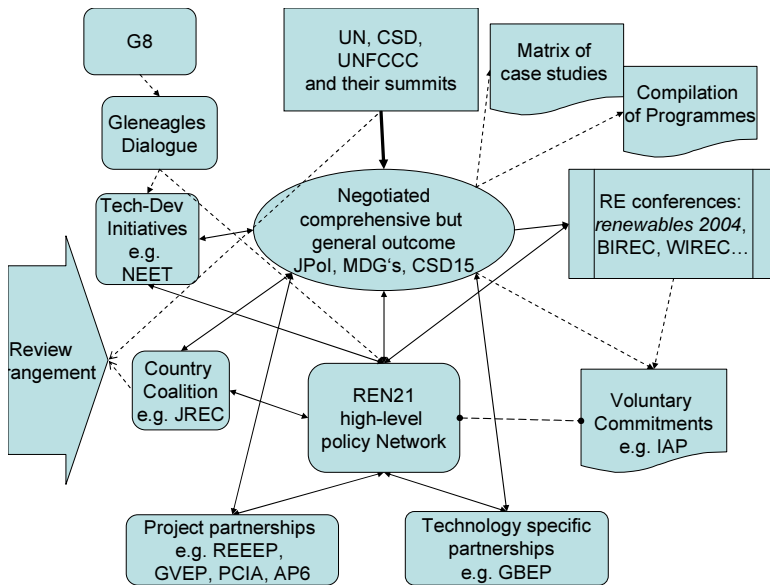 G8
UN, CSD,
UNFCCC
and their summits
Matrix of
case studies
Compilation
of Programmes
Gleneagles
Dialogue
Tech-Dev
Initiatives
e.g.
NEET
Negotiated
comprehensive but
general outcome
JPoI, MDG‘s, CSD15
RE conferences:
renewables 2004,
BIREC, WIREC…
Review
rrangement
Country
Coalition
e.g. JREC
REN21
high-level
policy Network
Voluntary
Commitments
e.g. IAP
Project partnerships
e.g. REEEP,
GVEP, PCIA, AP6
Technology specific
partnerships
e.g. GBEP